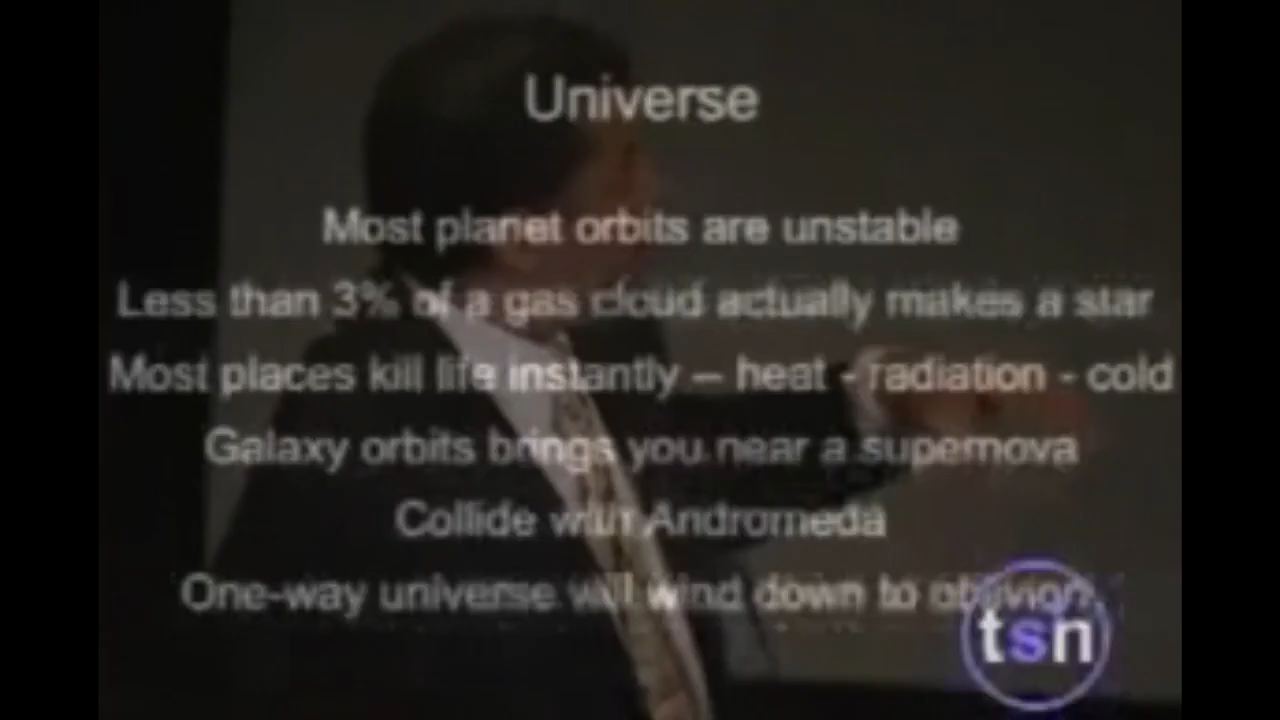 Universe
Most planet orbits are unstable
Less than 3% of a gas cloud actually makes a star
Most places kill life instantly – heat - radiation - cold
Galaxy orbits brings you near a supernova
Collide with Andromeda
One-way universe will wind down to oblivion
tsn